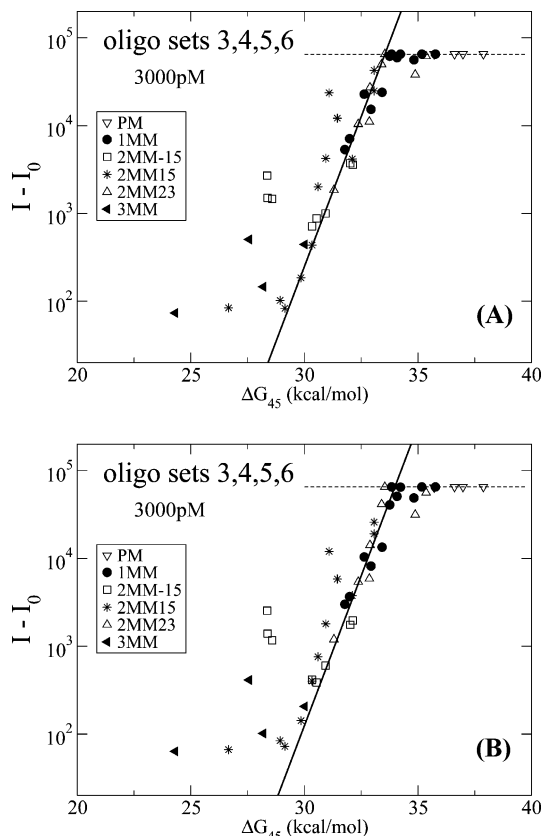 oligo sets 3,4,5,6
3000pM
PM
1MM
2MM-15
2MM15
2MM23
3MM
I - I0
10^5
10^4
10^3
10^2
20 25 30 35 40
ΔG45 (kcal/mol)
(A)
oligo sets 3,4,5,6
3000pM
PM
1MM
2MM-15
2MM15
2MM23
3MM
I - I0
10^5
10^4
10^3
10^2
20 25 30 35 40
ΔG45 (kcal/mol)
(B)